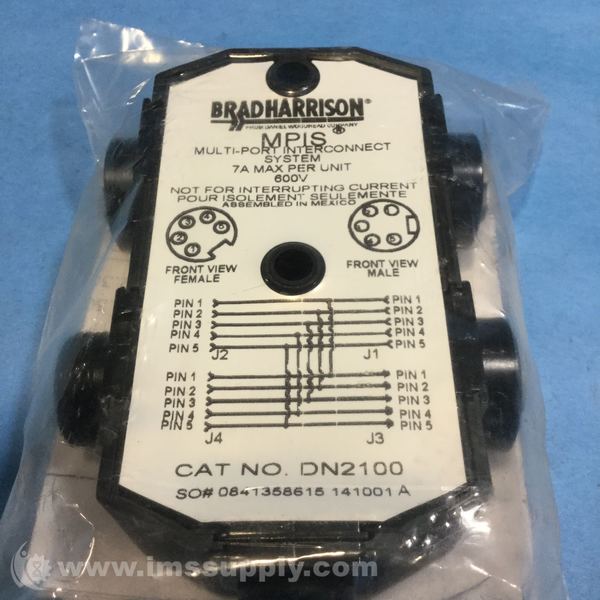 BRADHARRISON®
FROM DANIEL WOODHEAD COMPANY
MPIS®
MULTI-PORT INTERCONNECT
SYSTEM
7A MAX PER UNIT
600V
NOT FOR INTERRUPTING CURRENT
POUR ISOLEMENT SEULEMENTE
ASSEMBLED IN MEXICO
FRONT VIEW
FEMALE
FRONT VIEW
MALE
PIN 1 PIN 1
PIN 2 PIN 2
PIN 3 PIN 3
PIN 4 PIN 4
PIN 5 J2 J1 PIN 5
PIN 1 PIN 1
PIN 2 PIN 2
PIN 3 PIN 3
PIN 4 PIN 4
PIN 5 J4 J3 PIN 5
CAT NO. DN2100
SO# 0841358615 141001 A
www.imssupply.com